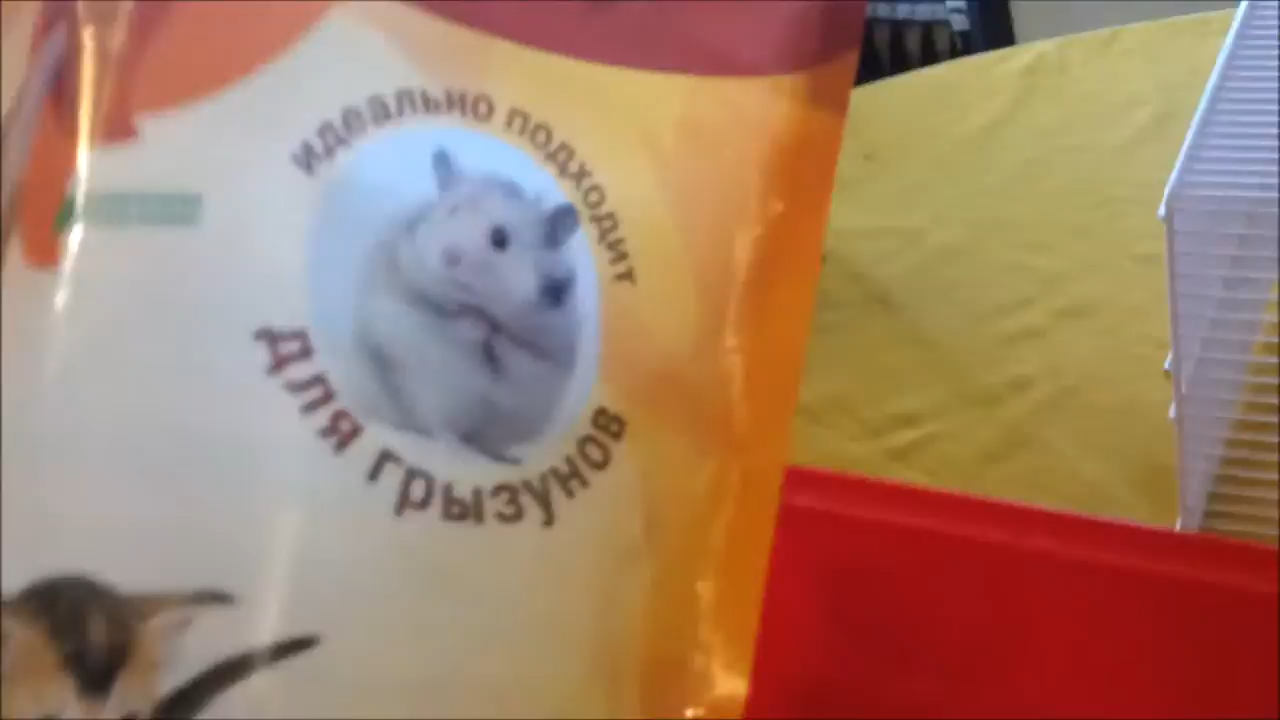 идеально подходит
для грызунов